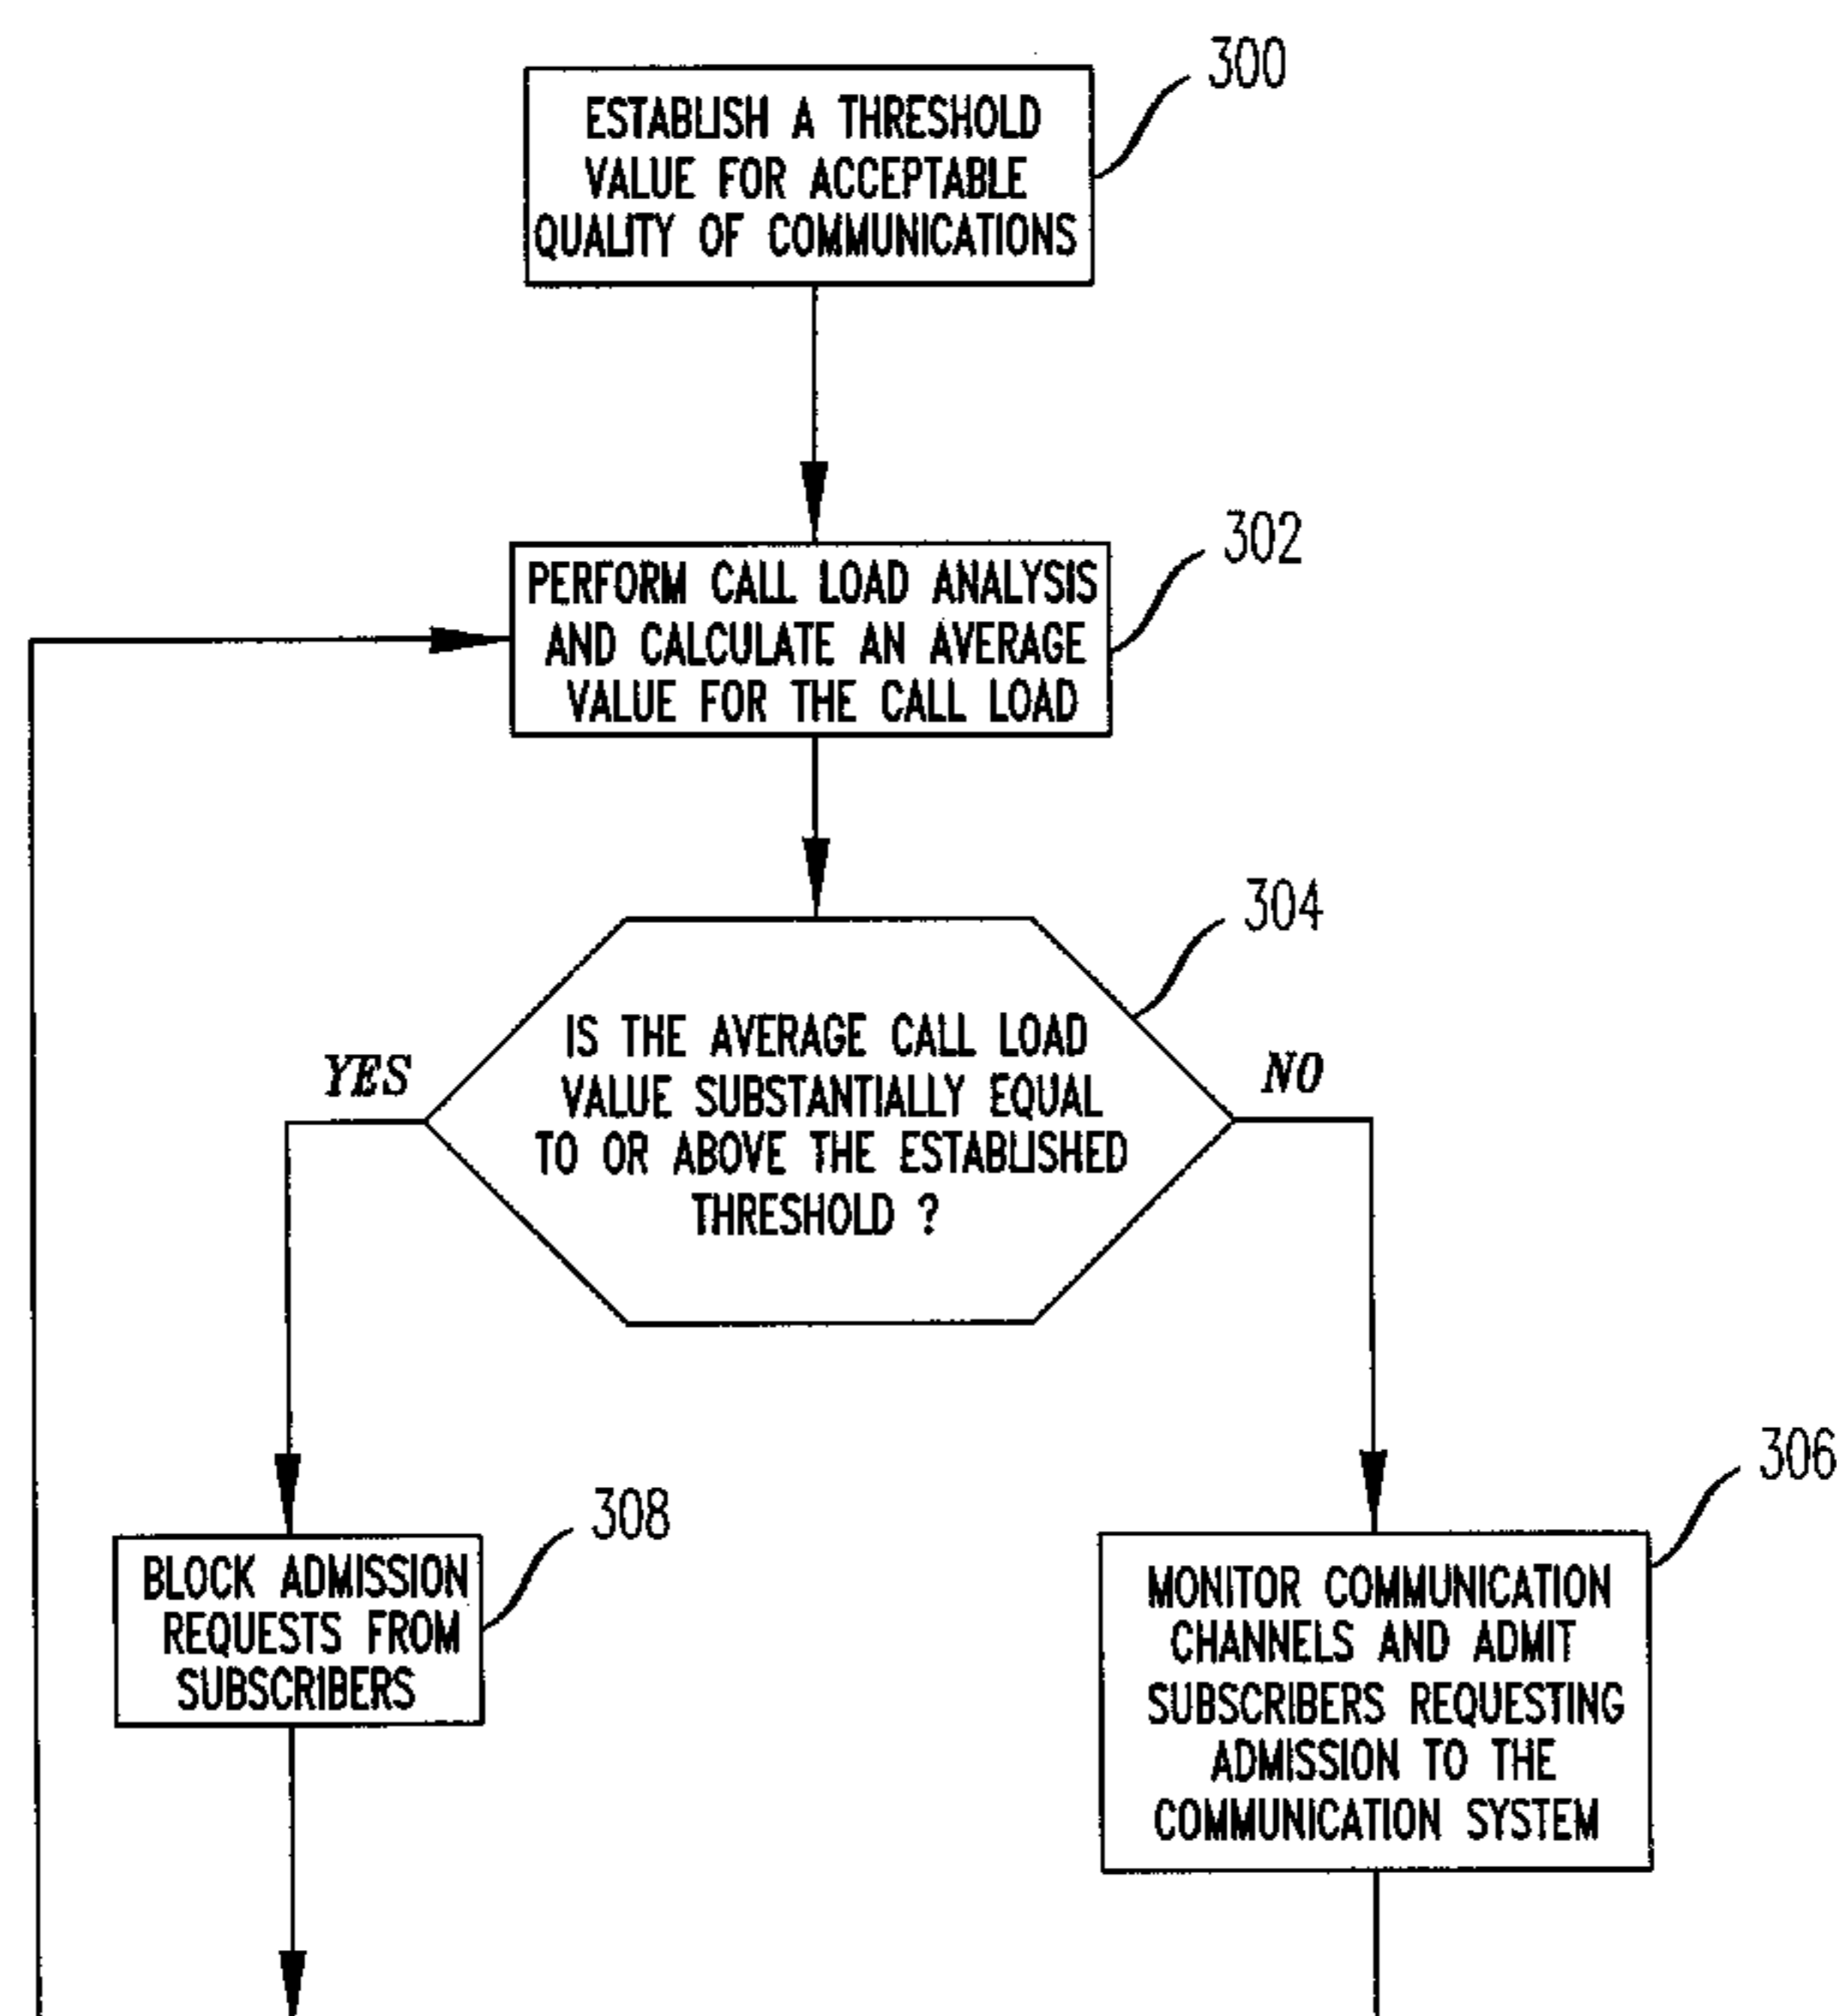 300
ESTABLISH A THRESHOLD
VALUE FOR ACCEPTABLE
QUALITY OF COMMUNICATIONS
302
PERFORM CALL LOAD ANALYSIS
AND CALCULATE AN AVERAGE
VALUE FOR THE CALL LOAD
304
IS THE AVERAGE CALL LOAD
VALUE SUBSTANTIALLY EQUAL
TO OR ABOVE THE ESTABLISHED
THRESHOLD ?
YES
NO
308
BLOCK ADMISSION
REQUESTS FROM
SUBSCRIBERS
306
MONITOR COMMUNICATION
CHANNELS AND ADMIT
SUBSCRIBERS REQUESTING
ADMISSION TO THE
COMMUNICATION SYSTEM